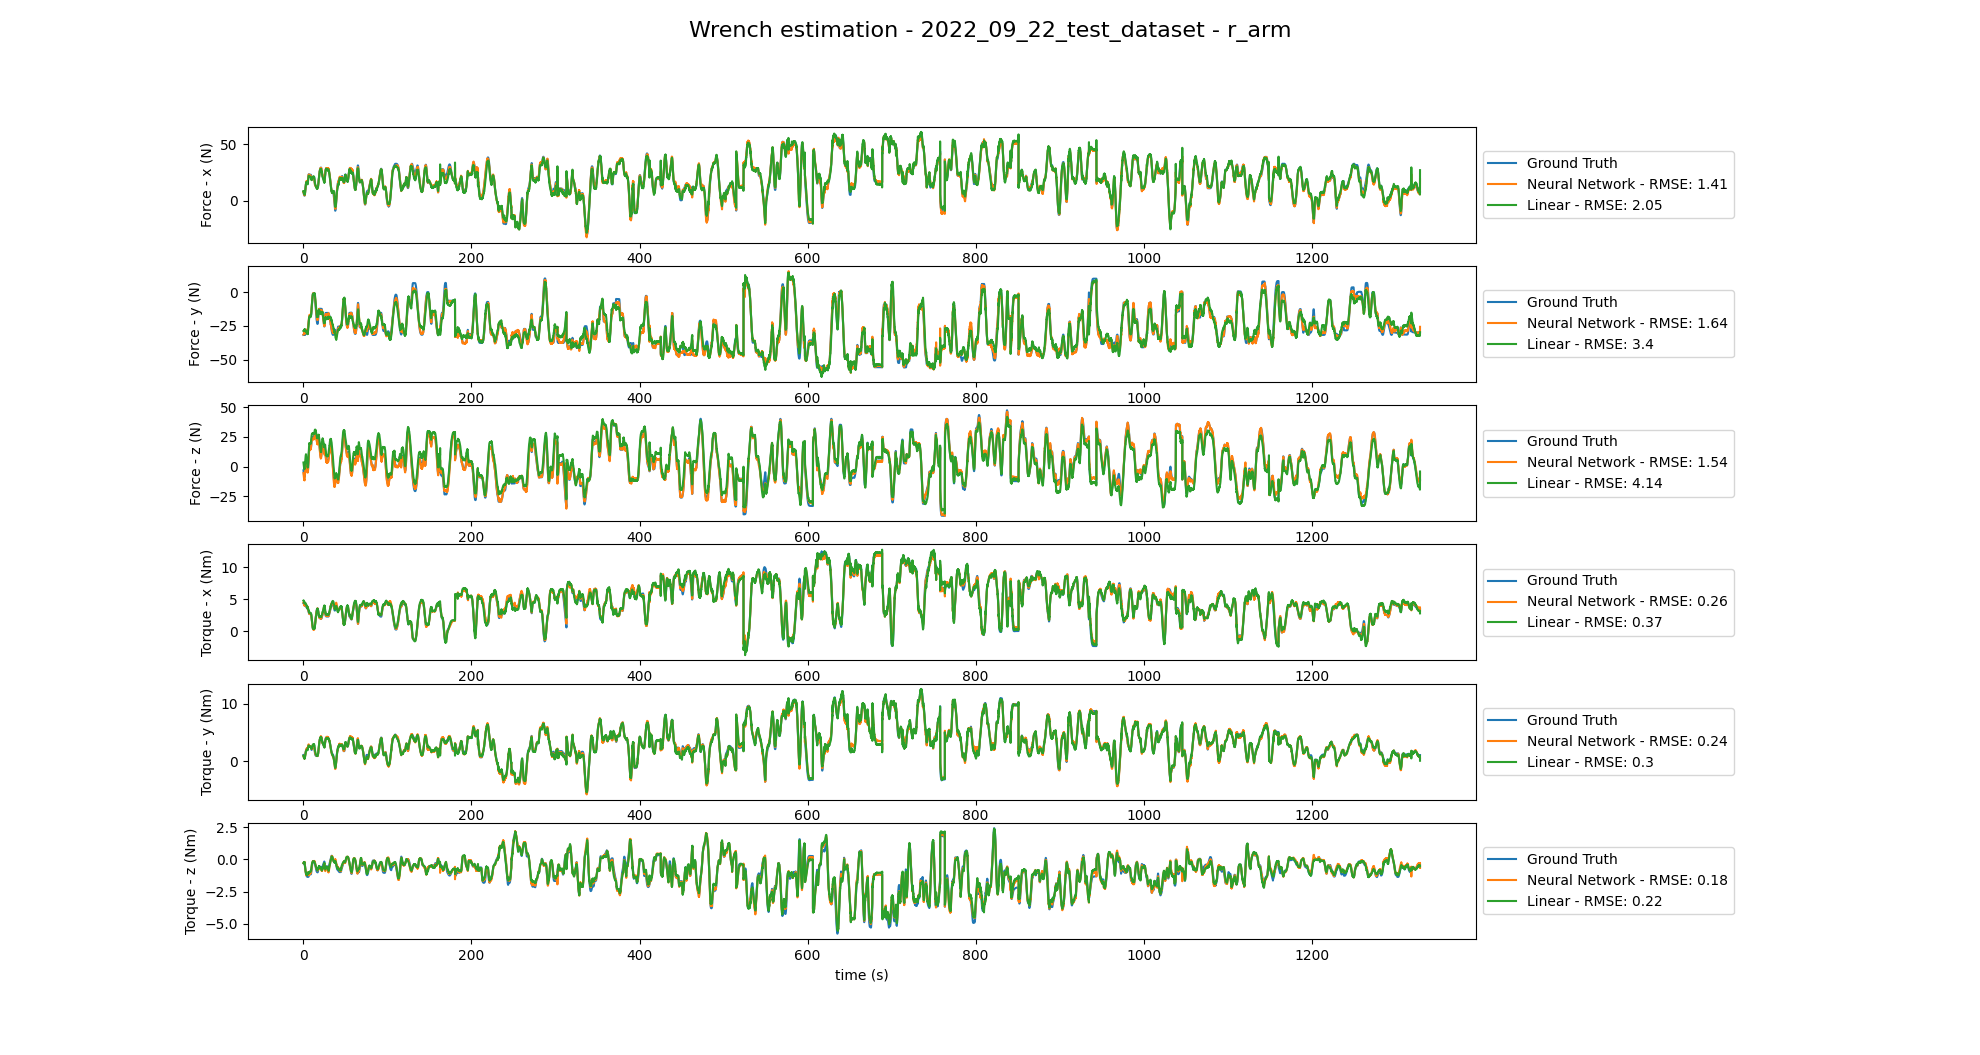 Wrench estimation - 2022_09_22_test_dataset - r_arm
Force - x (N)
50
0
0 200 400 600 800 1000 1200
Ground Truth
Neural Network - RMSE: 1.41
Linear - RMSE: 2.05
Force - y (N)
0
−25
−50
0 200 400 600 800 1000 1200
Ground Truth
Neural Network - RMSE: 1.64
Linear - RMSE: 3.4
Force - z (N)
50
25
0
−25
0 200 400 600 800 1000 1200
Ground Truth
Neural Network - RMSE: 1.54
Linear - RMSE: 4.14
Torque - x (Nm)
10
5
0
0 200 400 600 800 1000 1200
Ground Truth
Neural Network - RMSE: 0.26
Linear - RMSE: 0.37
Torque - y (Nm)
10
0
0 200 400 600 800 1000 1200
Ground Truth
Neural Network - RMSE: 0.24
Linear - RMSE: 0.3
Torque - z (Nm)
2.5
0.0
−2.5
−5.0
0 200 400 600 800 1000 1200
time (s)
Ground Truth
Neural Network - RMSE: 0.18
Linear - RMSE: 0.22